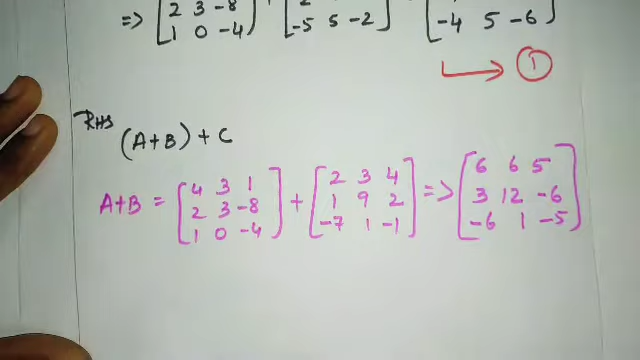 2 3 -8
=> 1 0 -4 -5 5 -2 -4 5 -6
①
RHS
(A+B) + C
4 3 1 2 3 4 6 6 5
A+B = 2 3 -8 + 1 9 2 => 3 12 -6
1 0 -4 -7 1 -1 -6 1 -5